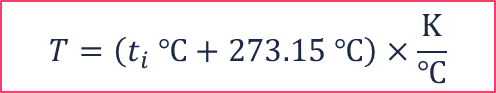 T = (tᵢ °C + 273.15 °C) × K/°C